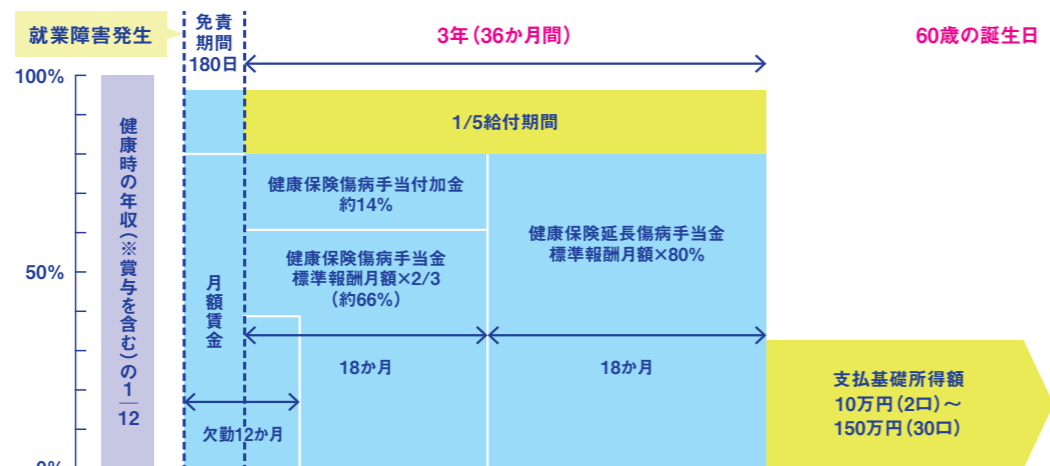 就業障害発生
免責
期間
180日
3年(36か月間)
60歳の誕生日
100%
50%
0%
健康時の年収(※賞与を含む)の1/12
1/5給付期間
健康保険傷病手当付加金
約14%
健康保険傷病手当金
標準報酬月額×2/3
(約66%)
健康保険延長傷病手当金
標準報酬月額×80%
月額賃金
18か月
18か月
欠勤12か月
支払基礎所得額
10万円(2口)~
150万円(30口)